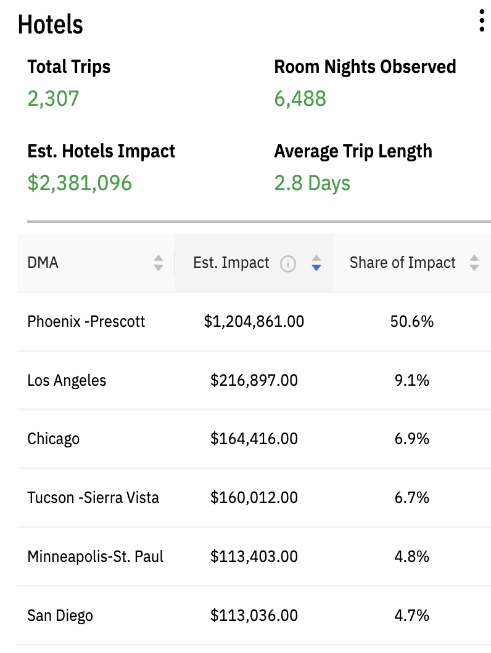 Hotels
Total Trips Room Nights Observed
2,307 6,488
Est. Hotels Impact Average Trip Length
$2,381,096 2.8 Days
DMA Est. Impact Share of Impact
Phoenix -Prescott $1,204,861.00 50.6%
Los Angeles $216,897.00 9.1%
Chicago $164,416.00 6.9%
Tucson -Sierra Vista $160,012.00 6.7%
Minneapolis-St. Paul $113,403.00 4.8%
San Diego $113,036.00 4.7%